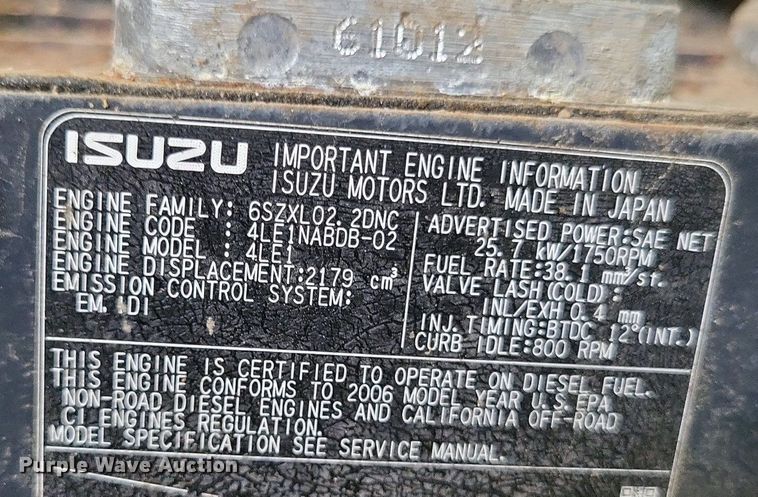 61012
ISUZU
IMPORTANT ENGINE INFORMATION
ISUZU MOTORS LTD. MADE IN JAPAN
ENGINE FAMILY: 6SZXL02.2DNC
ENGINE CODE : 4LE1NABDB-02
ENGINE MODEL : 4LE1
ENGINE DISPLACEMENT:2179 cm³
EMISSION CONTROL SYSTEM:
EM. IDI
ADVERTISED POWER:SAE NET
25.7 kW/1750RPM
FUEL RATE:38.1 mm³/st.
VALVE LASH(COLD):
INL/EXH 0.4 mm
INJ. TIMING:BTDC 12°(INT.)
CURB IDLE:800 RPM
THIS ENGINE IS CERTIFIED TO OPERATE ON DIESEL FUEL.
THIS ENGINE CONFORMS TO 2006 MODEL YEAR U.S.EPA
NON-ROAD DIESEL ENGINES AND CALIFORNIA OFF-ROAD
CI ENGINES REGULATION.
MODEL SPECIFICATION SEE SERVICE MANUAL.
Purple Wave Auction